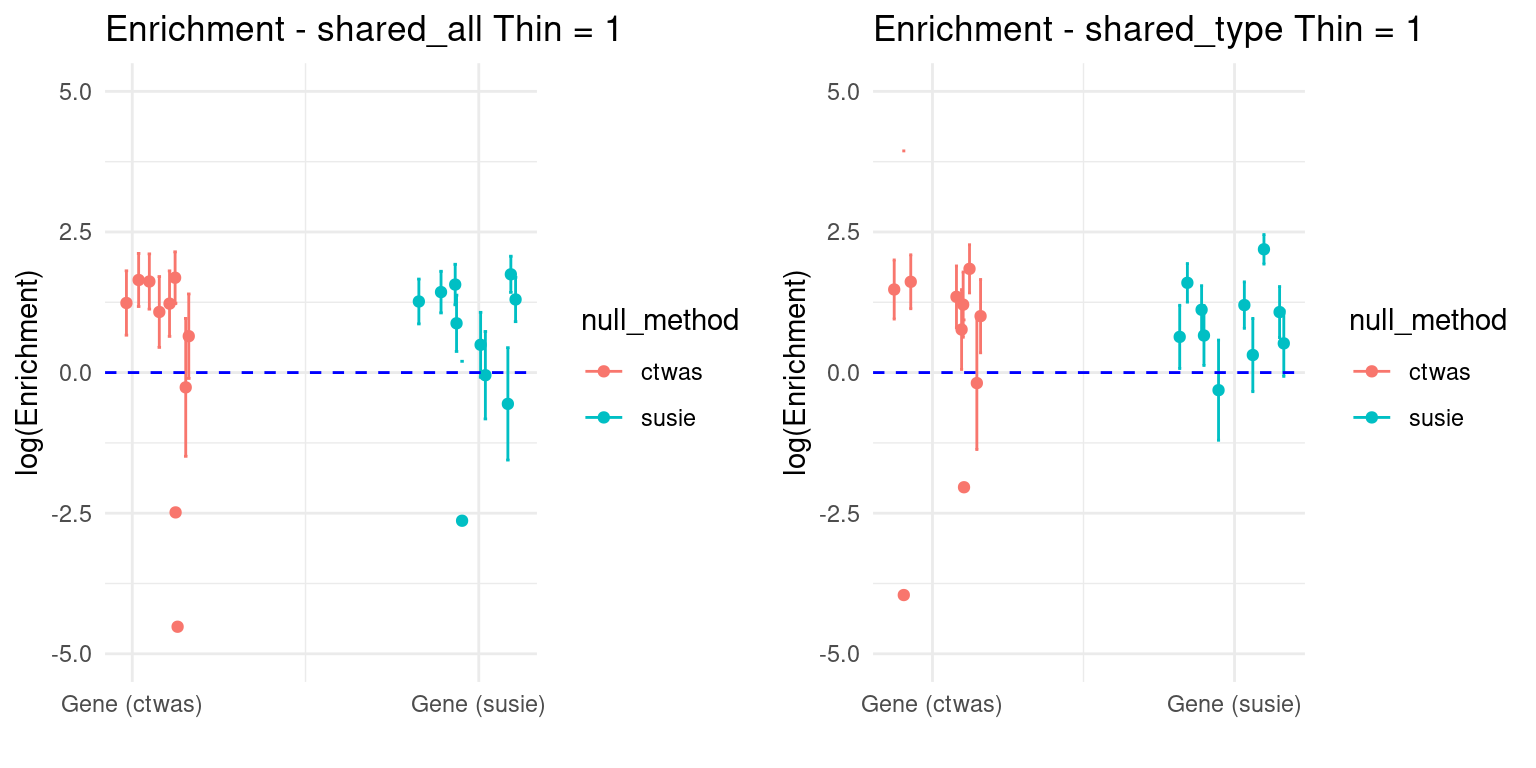 Enrichment - shared_all Thin = 1
log(Enrichment)
5.0
2.5
0.0
-2.5
-5.0
Gene (ctwas)
Gene (susie)
null_method
ctwas
susie
Enrichment - shared_type Thin = 1
log(Enrichment)
5.0
2.5
0.0
-2.5
-5.0
Gene (ctwas)
Gene (susie)
null_method
ctwas
susie